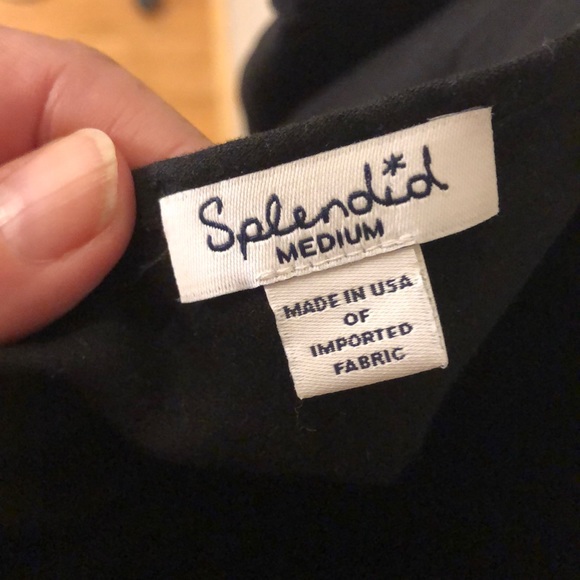 Splendid
MEDIUM
MADE IN USA
OF
IMPORTED
FABRIC